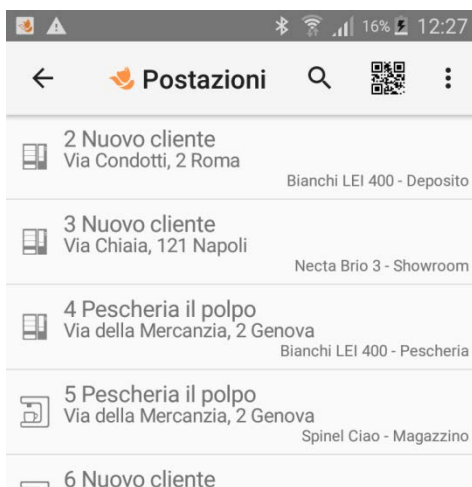 16% 12:27
Postazioni
2 Nuovo cliente
Via Condotti, 2 Roma
Bianchi LEI 400 - Deposito
3 Nuovo cliente
Via Chiaia, 121 Napoli
Necta Brio 3 - Showroom
4 Pescheria il polpo
Via della Mercanzia, 2 Genova
Bianchi LEI 400 - Pescheria
5 Pescheria il polpo
Via della Mercanzia, 2 Genova
Spinel Ciao - Magazzino
6 Nuovo cliente